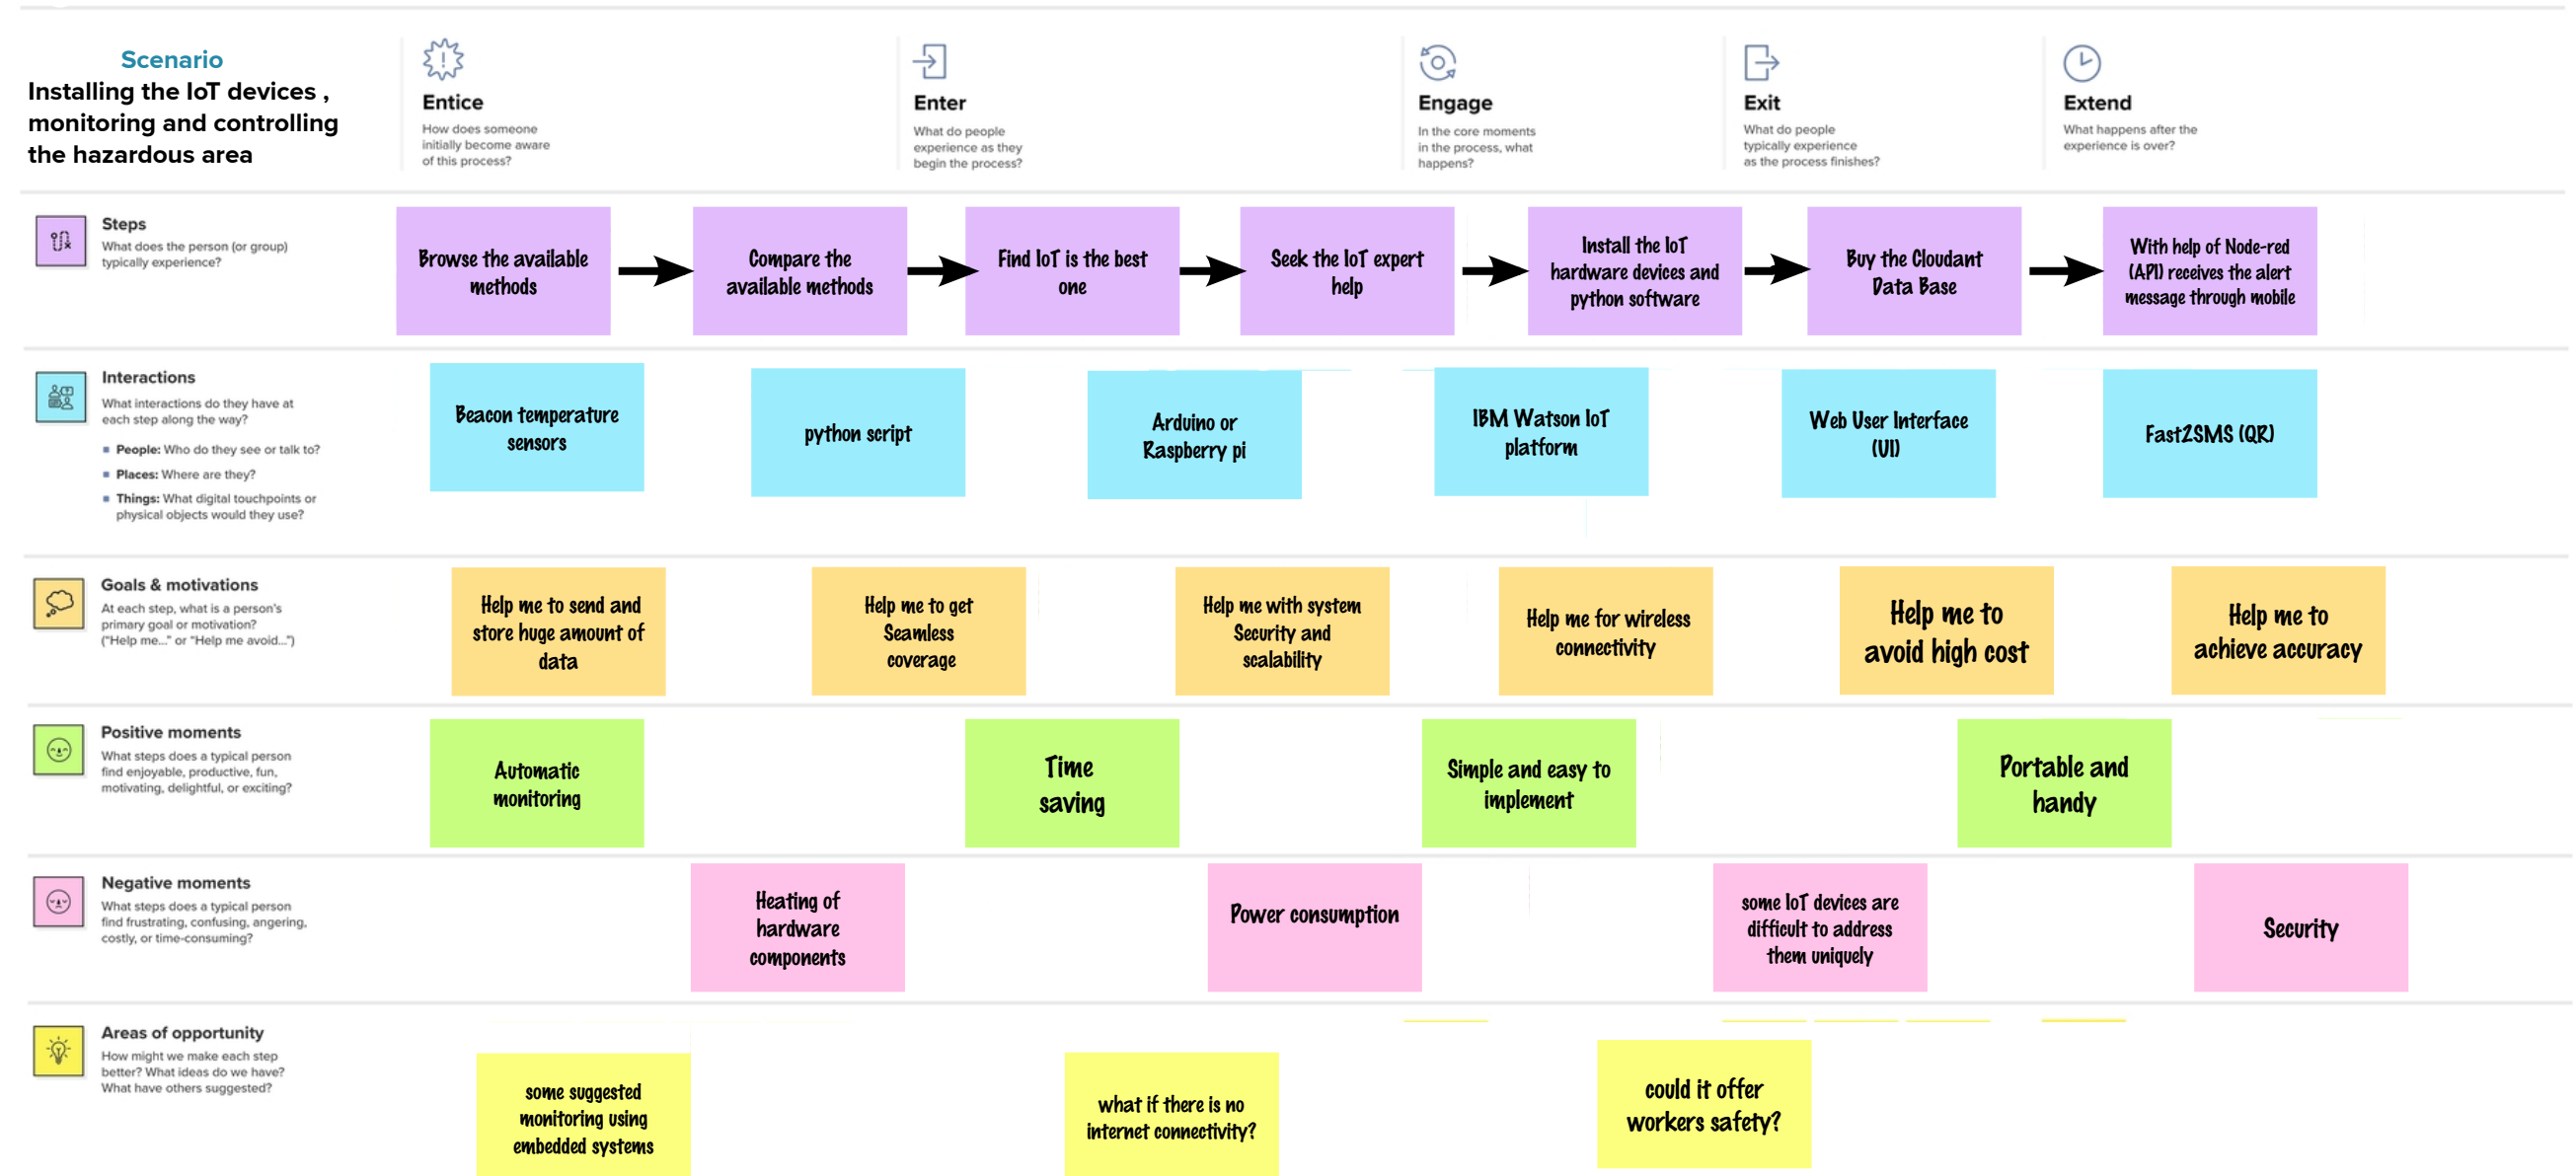 Scenario
Installing the IoT devices ,
monitoring and controlling
the hazardous area
Entice
How does someone
initially become aware
of this process?
Enter
What do people
experience as they
begin the process?
Engage
In the core moments
in the process, what
happens?
Exit
What do people
typically experience
as the process finishes?
Extend
What happens after the
experience is over?
Steps
What does the person (or group)
typically experience?
Browse the available
methods
Compare the
available methods
Find IoT is the best
one
Seek the IoT expert
help
Install the IoT
hardware devices and
python software
Buy the Cloudant
Data Base
With help of Node-red
(API) receives the alert
message through mobile
Interactions
What interactions do they have at
each step along the way?
People: Who do they see or talk to?
Places: Where are they?
Things: What digital touchpoints or
physical objects would they use?
Beacon temperature
sensors
python script
Arduino or
Raspberry pi
IBM Watson IoT
platform
Web User Interface
(UI)
Fast2SMS (QR)
Goals & motivations
At each step, what is a person's
primary goal or motivation?
("Help me..." or "Help me avoid...")
Help me to send and
store huge amount of
data
Help me to get
Seamless
coverage
Help me with system
Security and
scalability
Help me for wireless
connectivity
Help me to
avoid high cost
Help me to
achieve accuracy
Positive moments
What steps does a typical person
find enjoyable, productive, fun,
motivating, delightful, or exciting?
Automatic
monitoring
Time
saving
Simple and easy to
implement
Portable and
handy
Negative moments
What steps does a typical person
find frustrating, confusing, angering,
costly, or time-consuming?
Heating of
hardware
components
Power consumption
some IoT devices are
difficult to address
them uniquely
Security
Areas of opportunity
How might we make each step
better? What ideas do we have?
What have others suggested?
some suggested
monitoring using
embedded systems
what if there is no
internet connectivity?
could it offer
workers safety?